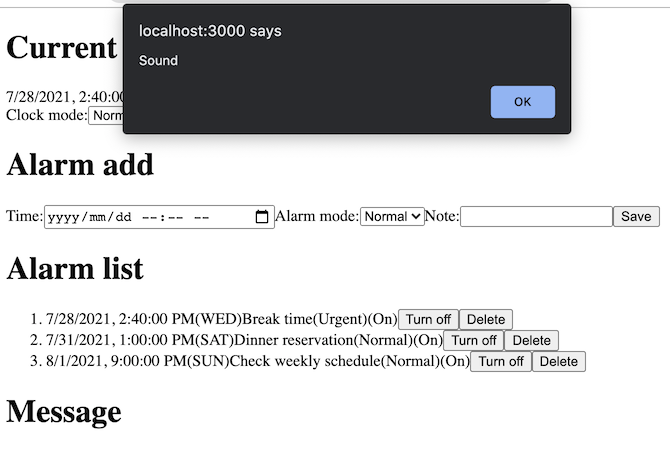 localhost:3000 says
Sound
OK
Current
7/28/2021, 2:40:00
Clock mode: Norm
Alarm add
Time: yyyy/mm/dd --:-- -- Alarm mode: Normal Note: Save
Alarm list
1. 7/28/2021, 2:40:00 PM(WED)Break time(Urgent)(On) Turn off Delete
2. 7/31/2021, 1:00:00 PM(SAT)Dinner reservation(Normal)(On) Turn off Delete
3. 8/1/2021, 9:00:00 PM(SUN)Check weekly schedule(Normal)(On) Turn off Delete
Message